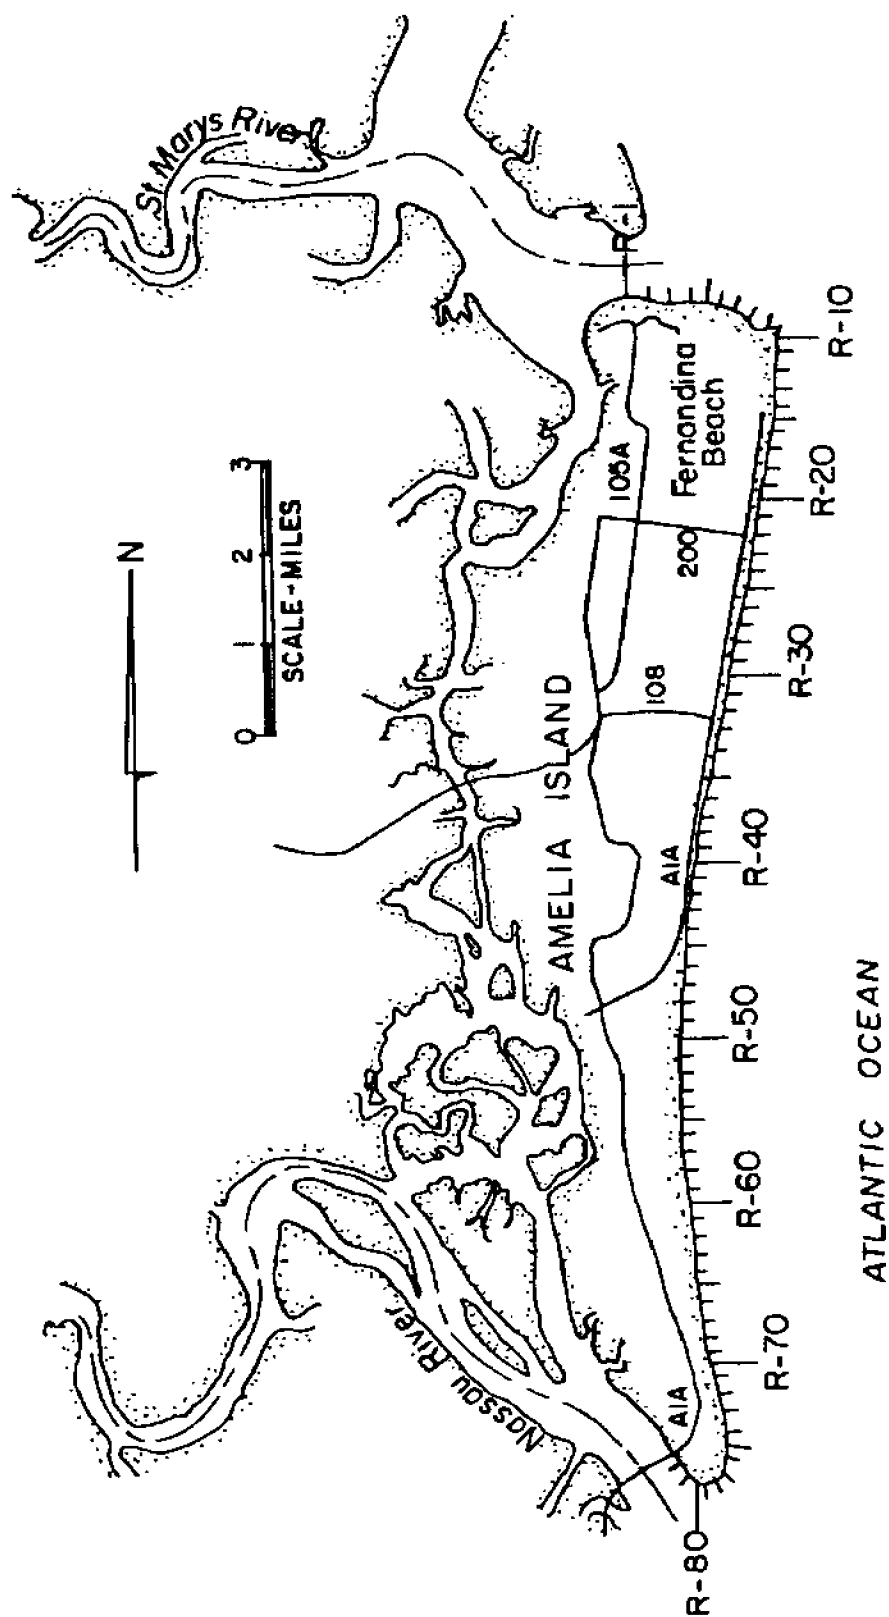 St Marys River
R-1
N
3
2
1
0
SCALE-MILES
105A
Fernandina
Beach
200
108
AMELIA ISLAND
A1A
Nassau River
A1A
R-10
R-20
R-30
R-40
R-50
R-60
R-70
R-80
ATLANTIC OCEAN